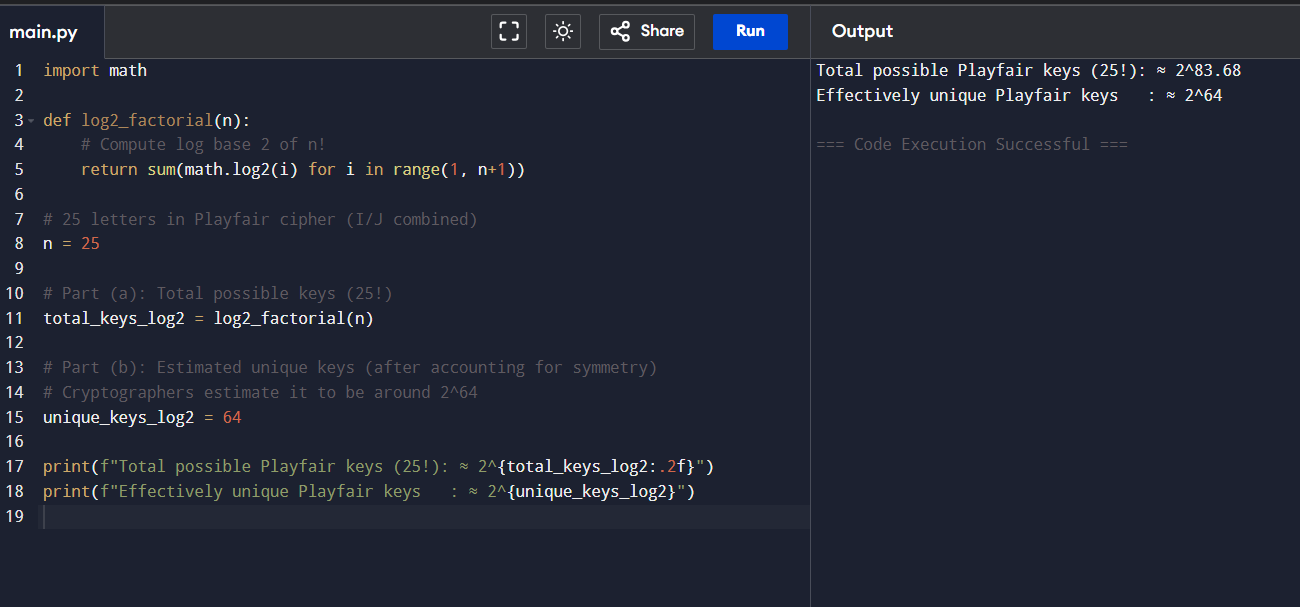 main.py
Share
Run
Output
1 import math
2
3 def log2_factorial(n):
4     # Compute log base 2 of n!
5     return sum(math.log2(i) for i in range(1, n+1))
6
7 # 25 letters in Playfair cipher (I/J combined)
8 n = 25
9
10 # Part (a): Total possible keys (25!)
11 total_keys_log2 = log2_factorial(n)
12
13 # Part (b): Estimated unique keys (after accounting for symmetry)
14 # Cryptographers estimate it to be around 2^64
15 unique_keys_log2 = 64
16
17 print(f"Total possible Playfair keys (25!): ≈ 2^{total_keys_log2:.2f}")
18 print(f"Effectively unique Playfair keys   : ≈ 2^{unique_keys_log2}")
19
Total possible Playfair keys (25!): ≈ 2^83.68
Effectively unique Playfair keys   : ≈ 2^64
=== Code Execution Successful ===